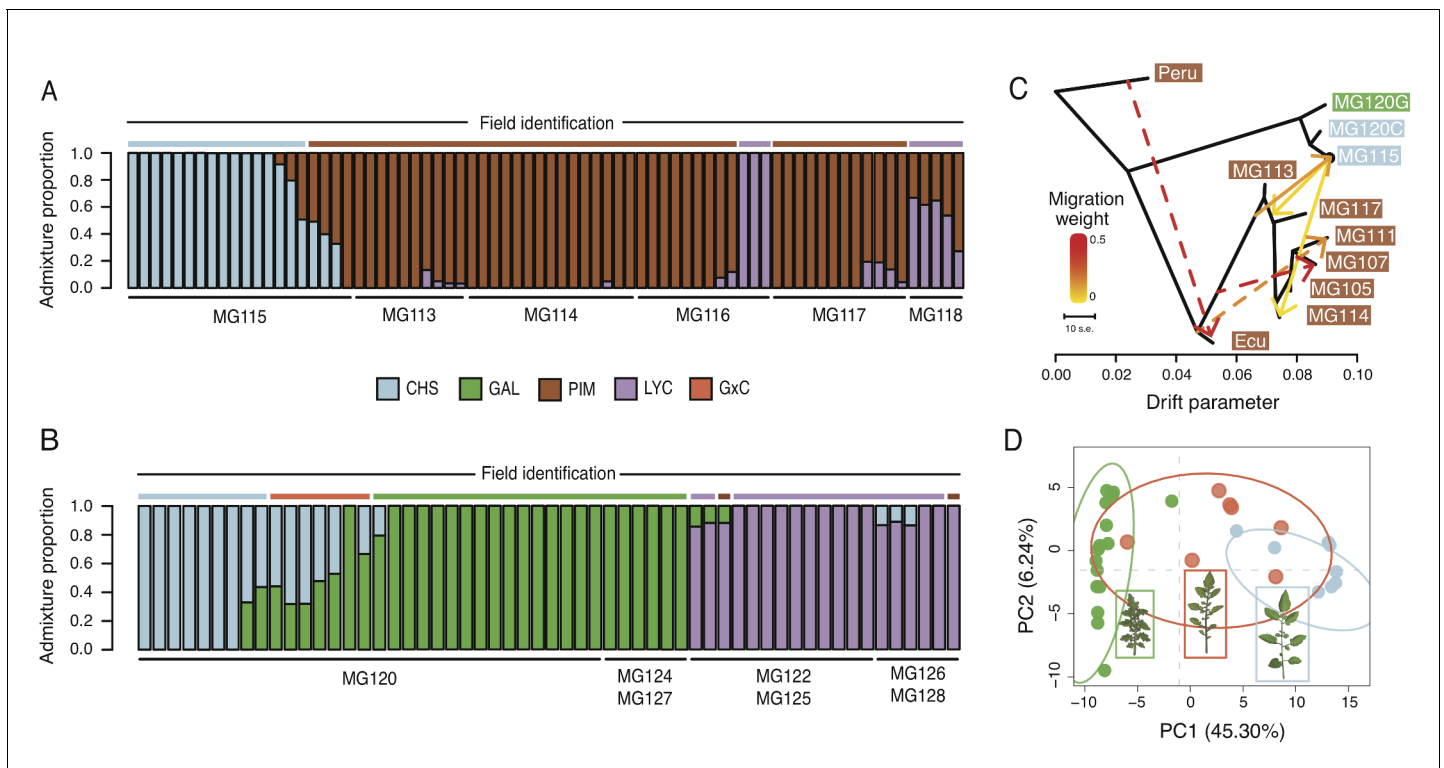 A
Field identification
Admixture proportion
1.0
0.8
0.6
0.4
0.2
0.0
MG115
MG113
MG114
MG116
MG117
MG118
CHS
GAL
PIM
LYC
GxC
B
Field identification
Admixture proportion
1.0
0.8
0.6
0.4
0.2
0.0
MG120
MG124
MG127
MG122
MG125
MG126
MG128
C
Peru
MG120G
MG120C
MG115
MG113
MG117
MG111
MG107
MG105
MG114
Ecu
Migration
weight
0.5
0
10 s.e.
0.00
0.02
0.04
0.06
0.08
0.10
Drift parameter
D
PC2 (6.24%)
5
0
−5
−10
−10
−5
0
5
10
15
PC1 (45.30%)